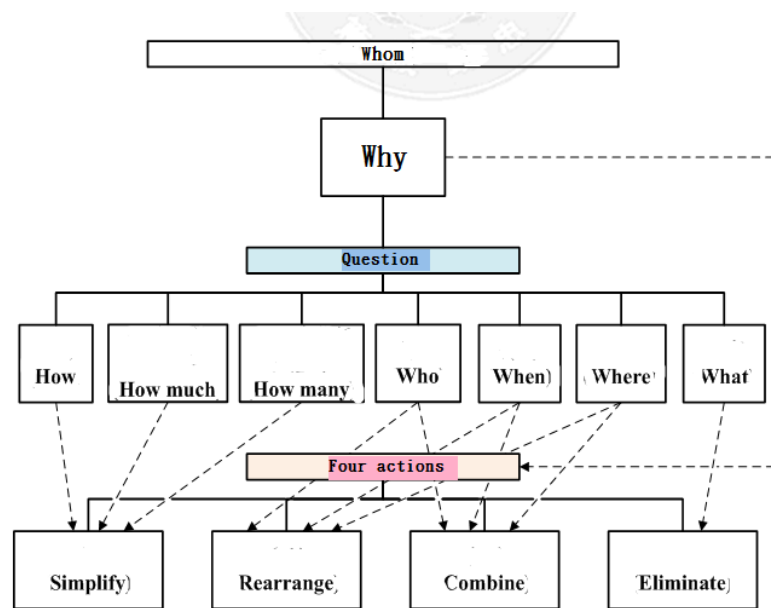 Whom
Why
Question
How
How much
How many
Who
When)
Where
What
Four actions
Simplify)
Rearrange)
Combine)
Eliminate)